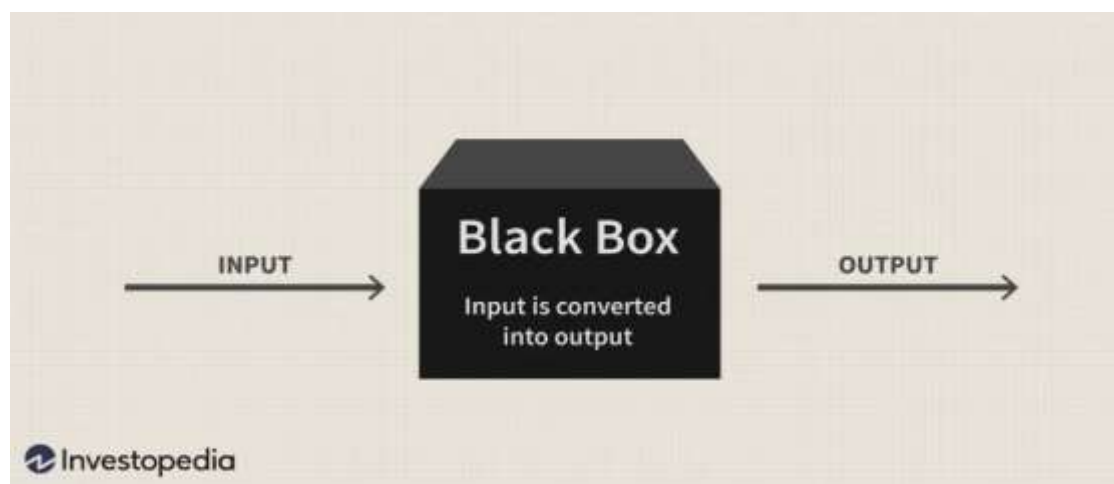 Black Box
INPUT
OUTPUT
Input is converted
into output
Investopedia